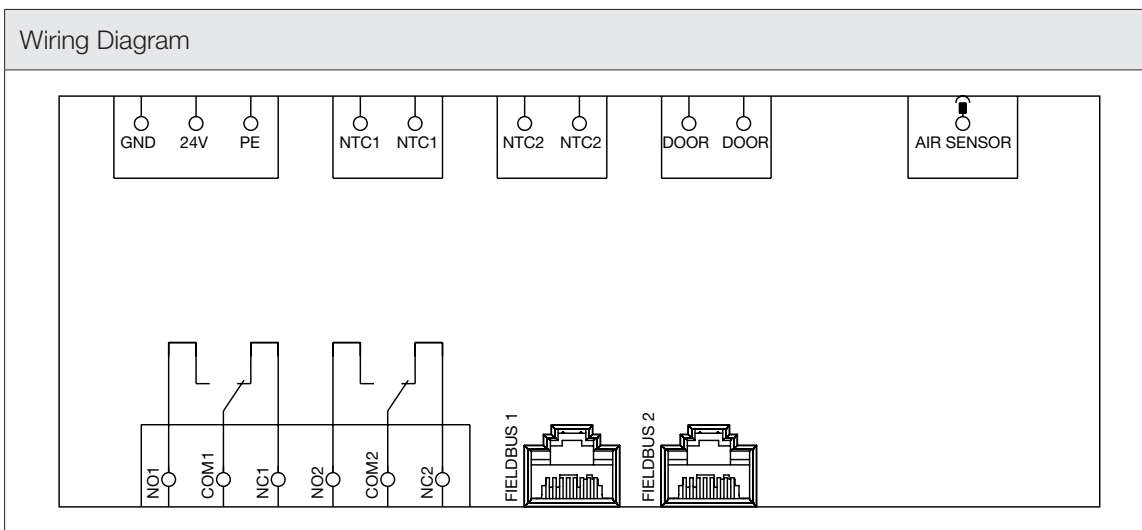 Wiring Diagram
GND 24V PE NTC1 NTC1 NTC2 NTC2 DOOR DOOR AIR SENSOR
NO1 COM1 NC1 NO2 COM2 NC2 FIELDBUS 1 FIELDBUS 2